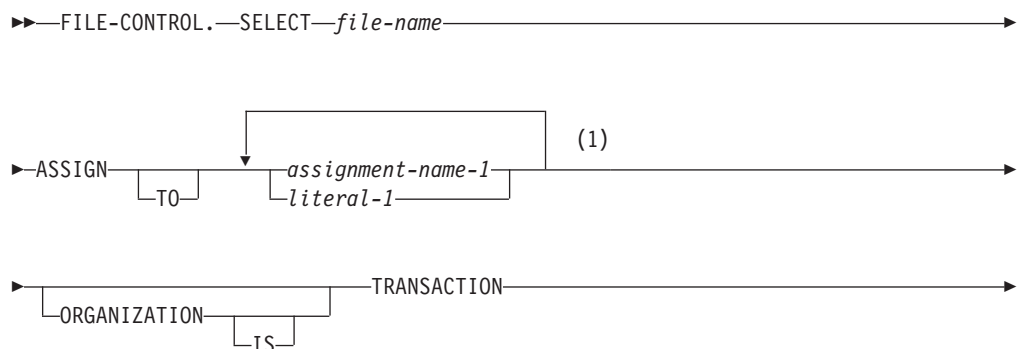 FILE-CONTROL. SELECT file-name
(1)
ASSIGN TO assignment-name-1
literal-1
TRANSACTION
ORGANIZATION IS